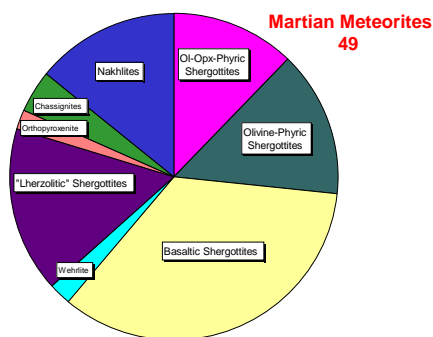 Martian Meteorites
49
Ol-Opx-Phyric
Shergottites
Nakhlites
Chassignites
Olivine-Phyric
Shergottites
Orthopyroxenite
"Lherzolitic" Shergottites
Basaltic Shergottites
Wehrlite